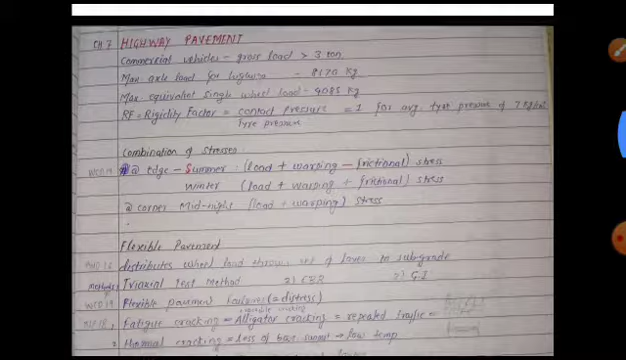 CH 7 HIGHWAY PAVEMENT
Commercial vehicles - gross load > 3 ton
Max. axle load for highway - 8170 Kg
Max. equivalent single wheel load - 4085 Kg
RF = Rigidity Factor = contact pressure = 1 for avg. tyre pressure of 7 Kg/cm2
tyre pressure
Combination of Stresses
@ Edge - Summer - (load + warping - frictional) stress
Winter (load + warping + frictional) stress
@ corner Mid-night (load + warping) stress
Flexible Pavement
distributes wheel load through of layer to subgrade
Methods Triaxial Test Method 2) CBR 3) GI
Flexible pavement failures (= distress)
Fatigue cracking = Alligator cracking = repeated traffic =
Thermal cracking = Loss of base support = low temp